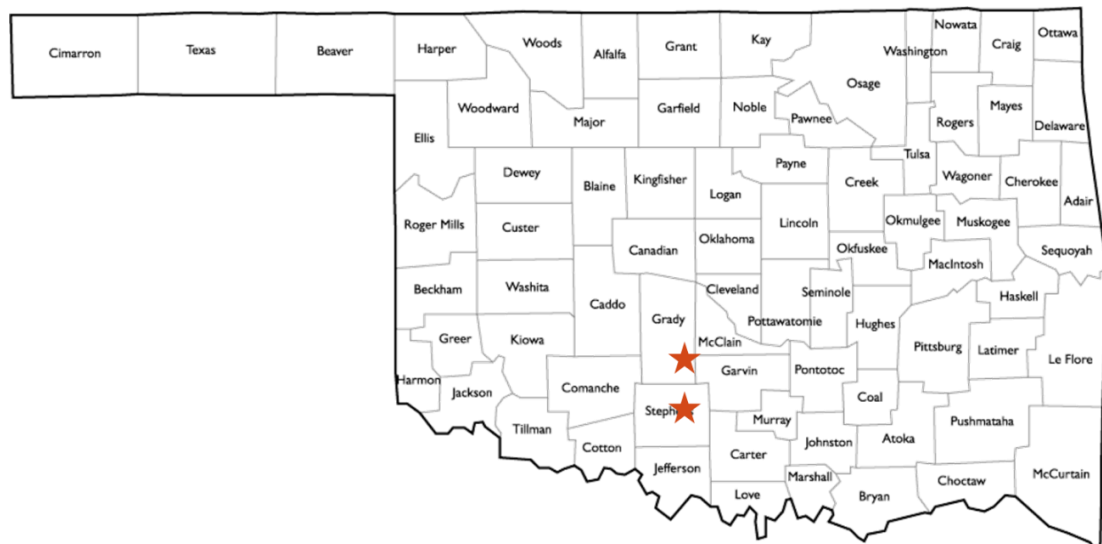 Cimarron
Texas
Beaver
Harper
Woods
Alfalfa
Grant
Kay
Washington
Nowata
Craig
Ottawa
Osage
Woodward
Major
Garfield
Noble
Pawnee
Rogers
Mayes
Delaware
Ellis
Dewey
Blaine
Kingfisher
Logan
Payne
Creek
Tulsa
Wagoner
Cherokee
Adair
Roger Mills
Custer
Canadian
Oklahoma
Lincoln
Okfuskee
Okmulgee
Muskogee
Sequoyah
MacIntosh
Beckham
Washita
Caddo
Grady
Cleveland
Pottawatomie
Seminole
Hughes
Haskell
Pittsburg
Latimer
Le Flore
Greer
Kiowa
McClain
Garvin
Pontotoc
Coal
Harmon
Jackson
Comanche
Murray
Johnston
Atoka
Pushmataha
Tillman
Cotton
Carter
Jefferson
Love
Marshall
Bryan
Choctaw
McCurtain